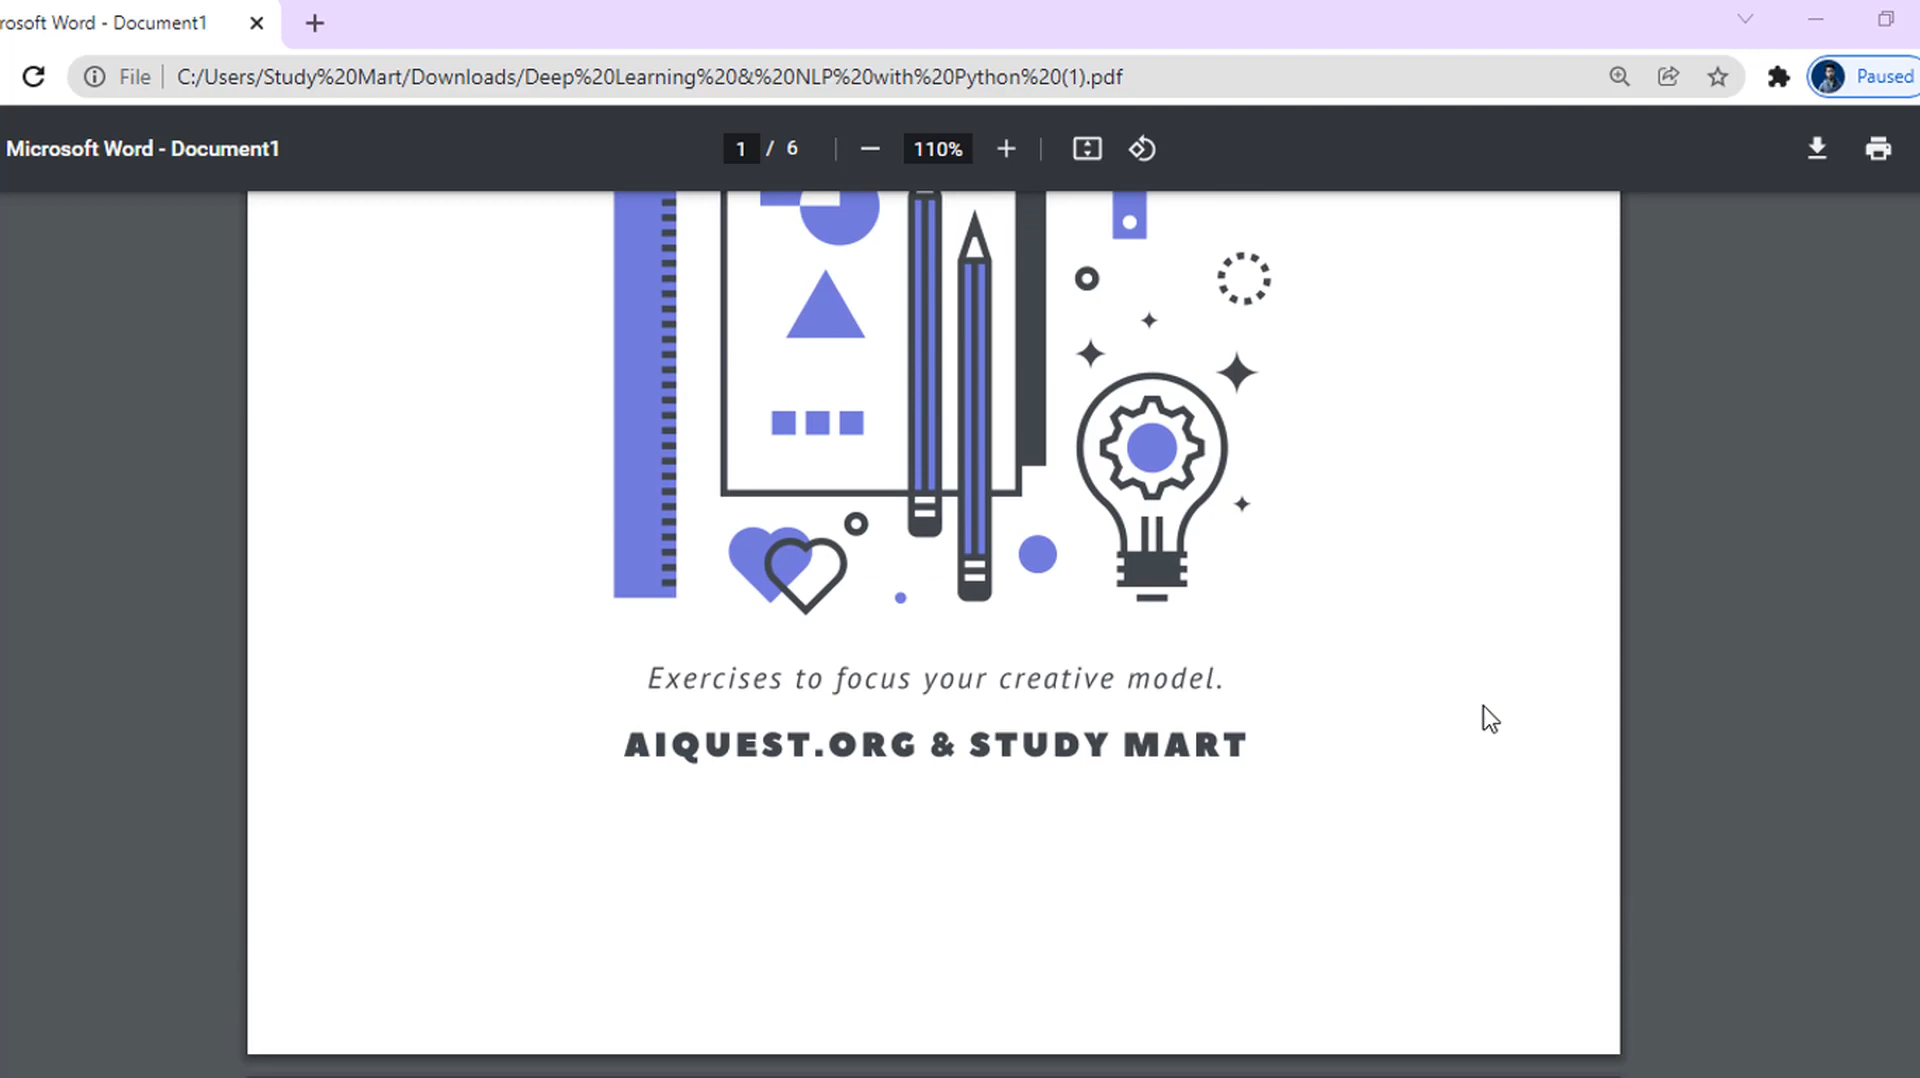 rosoft Word - Document1
File
C:/Users/Study%20Mart/Downloads/Deep%20Learning%20&%20NLP%20with%20Python%20(1).pdf
Paused
Microsoft Word - Document1
1 / 6
110%
Exercises to focus your creative model.
AIQUEST.ORG & STUDY MART